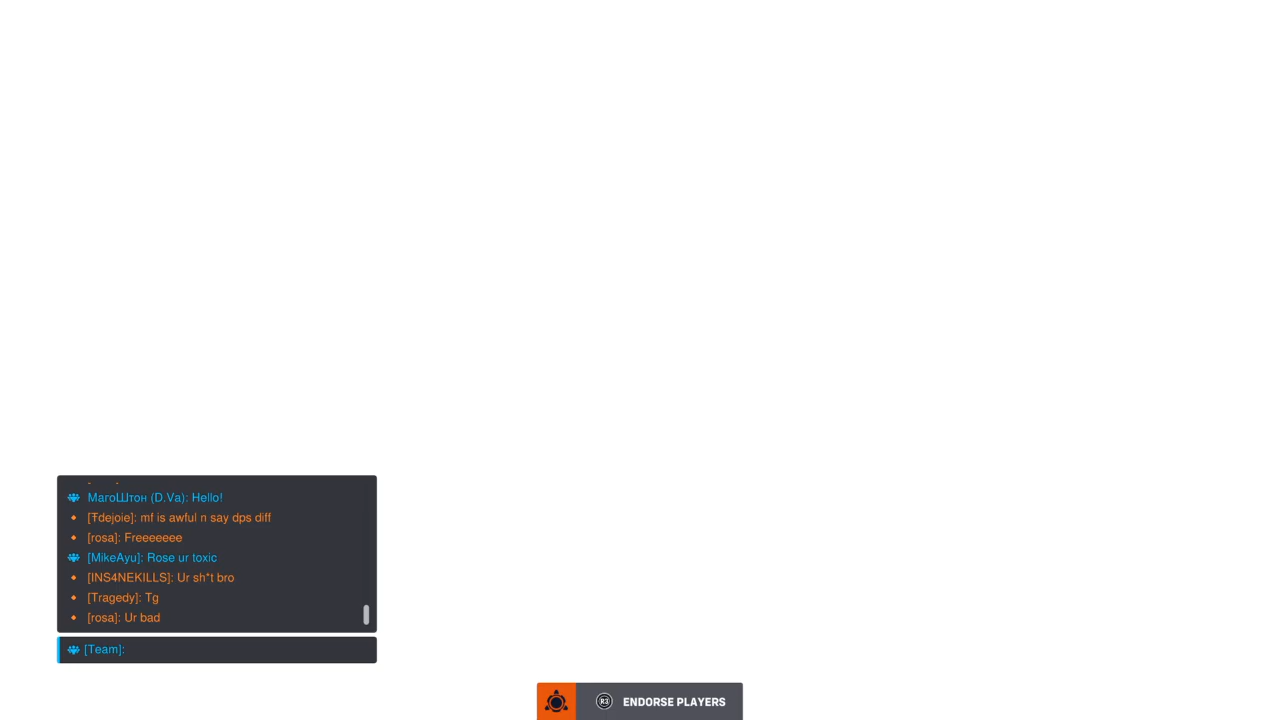 МагоШтон (D.Va): Hello!
[Ŧdejoie]: mf is awful n say dps diff
[rosa]: Freeeeeee
[MikeAyu]: Rose ur toxic
[INS4NEKILLS]: Ur sh*t bro
[Tragedy]: Tg
[rosa]: Ur bad
[Team]:
R3 ENDORSE PLAYERS